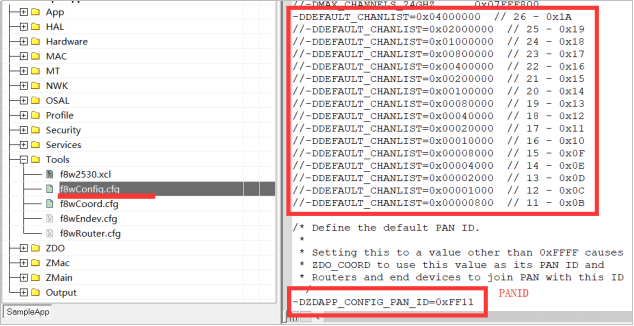 App
HAL
Hardware
MAC
MT
NWK
OSAL
Profile
Security
Services
Tools
f8w2530.xcl
f8wConfig.cfg
f8wCoord.cfg
f8wEndev.cfg
f8wRouter.cfg
ZDO
ZMac
ZMain
Output
SampleApp
//-DMAX_CHANNELS_24GHZ 0x07FFF800
-DDEFAULT_CHANLIST=0x04000000 // 26 - 0x1A
//-DDEFAULT_CHANLIST=0x02000000 // 25 - 0x19
//-DDEFAULT_CHANLIST=0x01000000 // 24 - 0x18
//-DDEFAULT_CHANLIST=0x00800000 // 23 - 0x17
//-DDEFAULT_CHANLIST=0x00400000 // 22 - 0x16
//-DDEFAULT_CHANLIST=0x00200000 // 21 - 0x15
//-DDEFAULT_CHANLIST=0x00100000 // 20 - 0x14
//-DDEFAULT_CHANLIST=0x00080000 // 19 - 0x13
//-DDEFAULT_CHANLIST=0x00040000 // 18 - 0x12
//-DDEFAULT_CHANLIST=0x00020000 // 17 - 0x11
//-DDEFAULT_CHANLIST=0x00010000 // 16 - 0x10
//-DDEFAULT_CHANLIST=0x00008000 // 15 - 0x0F
//-DDEFAULT_CHANLIST=0x00004000 // 14 - 0x0E
//-DDEFAULT_CHANLIST=0x00002000 // 13 - 0x0D
//-DDEFAULT_CHANLIST=0x00001000 // 12 - 0x0C
//-DDEFAULT_CHANLIST=0x00000800 // 11 - 0x0B
/* Define the default PAN ID.
*
* Setting this to a value other than 0xFFFF causes
* ZDO_COORD to use this value as its PAN ID and
* Routers and end devices to join PAN with this ID
*/
PANID
-DZDAPP_CONFIG_PAN_ID=0xFF11